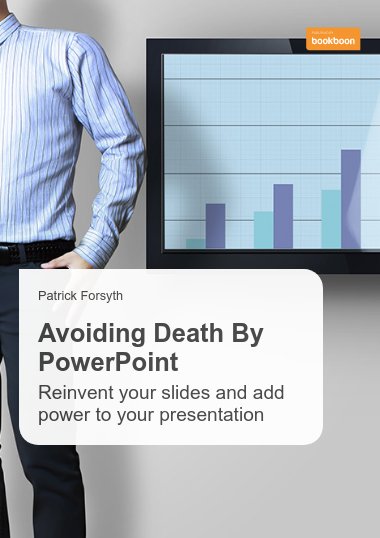 bookboon
Patrick Forsyth
Avoiding Death By
PowerPoint
Reinvent your slides and add
power to your presentation